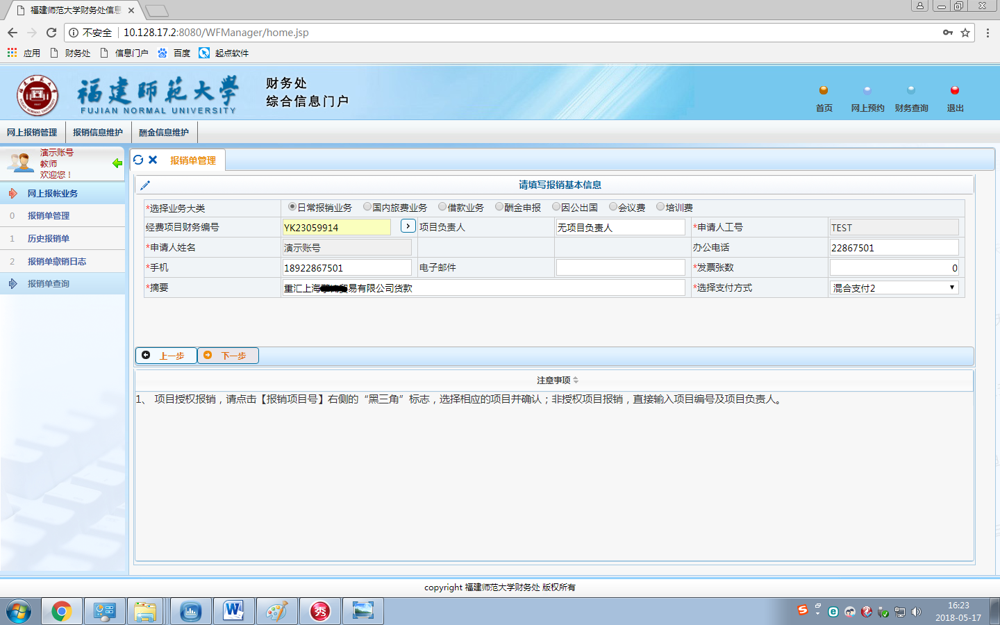 福建师范大学财务处信息
不安全 10.128.17.2:8080/WFManager/home.jsp
应用 财务处 信息门户 百度 起点软件
福建师范大学
FUJIAN NORMAL UNIVERSITY
财务处
综合信息门户
首页 网上预约 财务查询 退出
网上报销管理 报销信息维护 酬金信息维护
演示账号
教师
欢迎您！
网上报帐业务
0 报销单管理
1 历史报销单
2 报销单撤销日志
报销单查询
报销单管理
请填写报销基本信息
*选择业务大类 日常报销业务 国内旅费业务 借款业务 酬金申报 因公出国 会议费 培训费
经费项目财务编号 YK23059914 项目负责人 无项目负责人 *申请人工号 TEST
*申请人姓名 演示账号 办公电话 22867501
*手机 18922867501 电子邮件 *发票张数 0
*摘要 重汇上海 贸易有限公司货款 *选择支付方式 混合支付2
上一步 下一步
注意事项
1、 项目授权报销，请点击【报销项目号】右侧的“黑三角”标志，选择相应的项目并确认；非授权项目报销，直接输入项目编号及项目负责人。
copyright 福建师范大学财务处 版权所有
16:23
2018-05-17